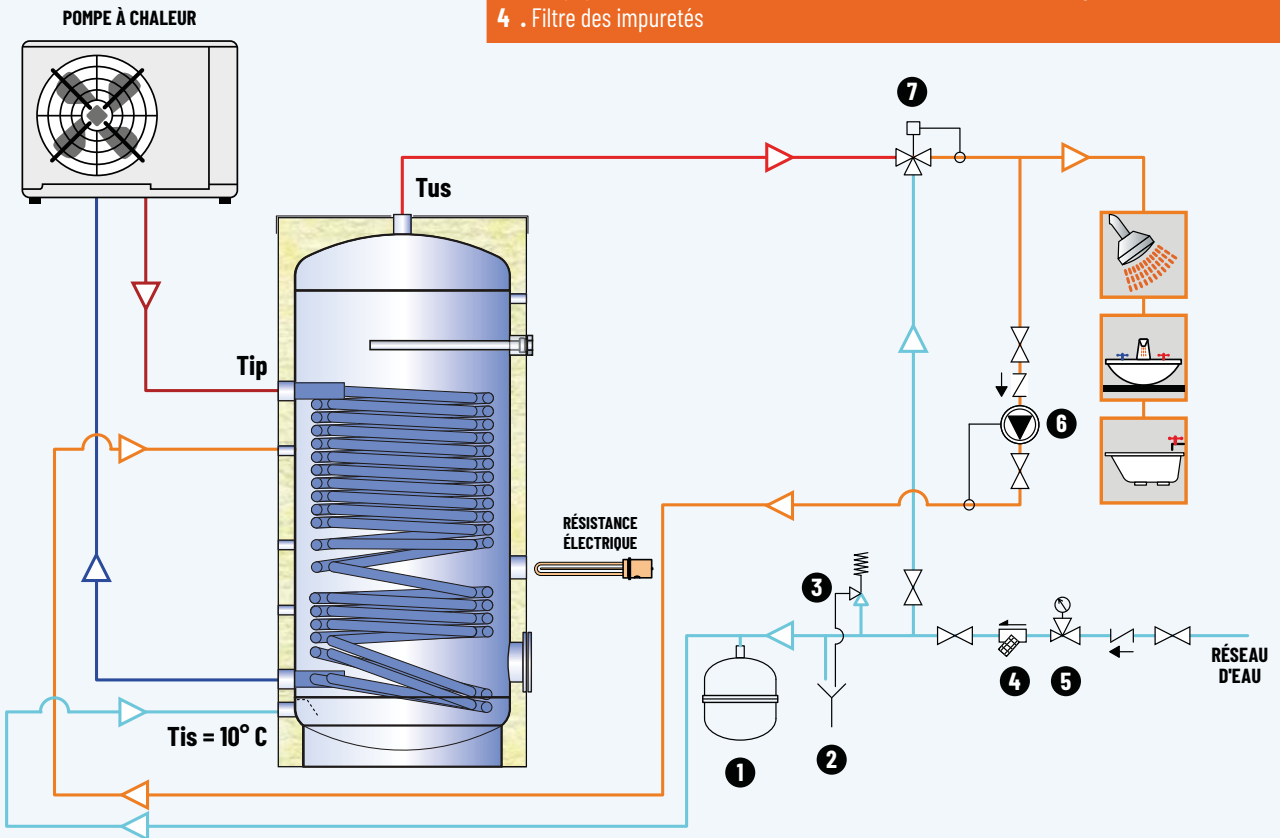 4 . Filtre des impuretés
POMPE À CHALEUR
7
Tus
Tip
6
RÉSISTANCE
ÉLECTRIQUE
3
4
5
RÉSEAU
D'EAU
Tis = 10° C
1
2